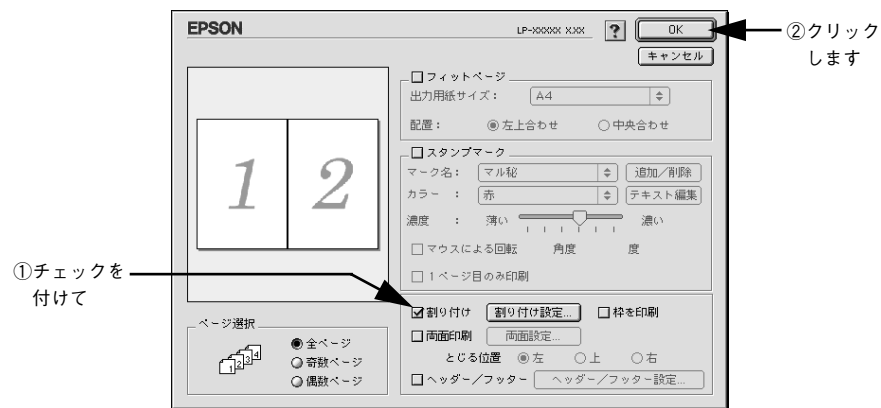 EPSON
LP-XXXXX X.XX
?
OK
キャンセル
②クリック
します
フィットページ
出力用紙サイズ：
A4
配置：
左上合わせ
中央合わせ
スタンプマーク
マーク名：
マル秘
追加／削除
カラー ：
赤
テキスト編集
濃度 ：
薄い
濃い
マウスによる回転
角度
度
1ページ目のみ印刷
1
2
①チェックを
付けて
割り付け
割り付け設定...
枠を印刷
両面印刷
両面設定...
とじる位置
左
上
右
ヘッダー／フッター
ヘッダー／フッター設定...
ページ選択
1
2
3
4
全ページ
奇数ページ
偶数ページ